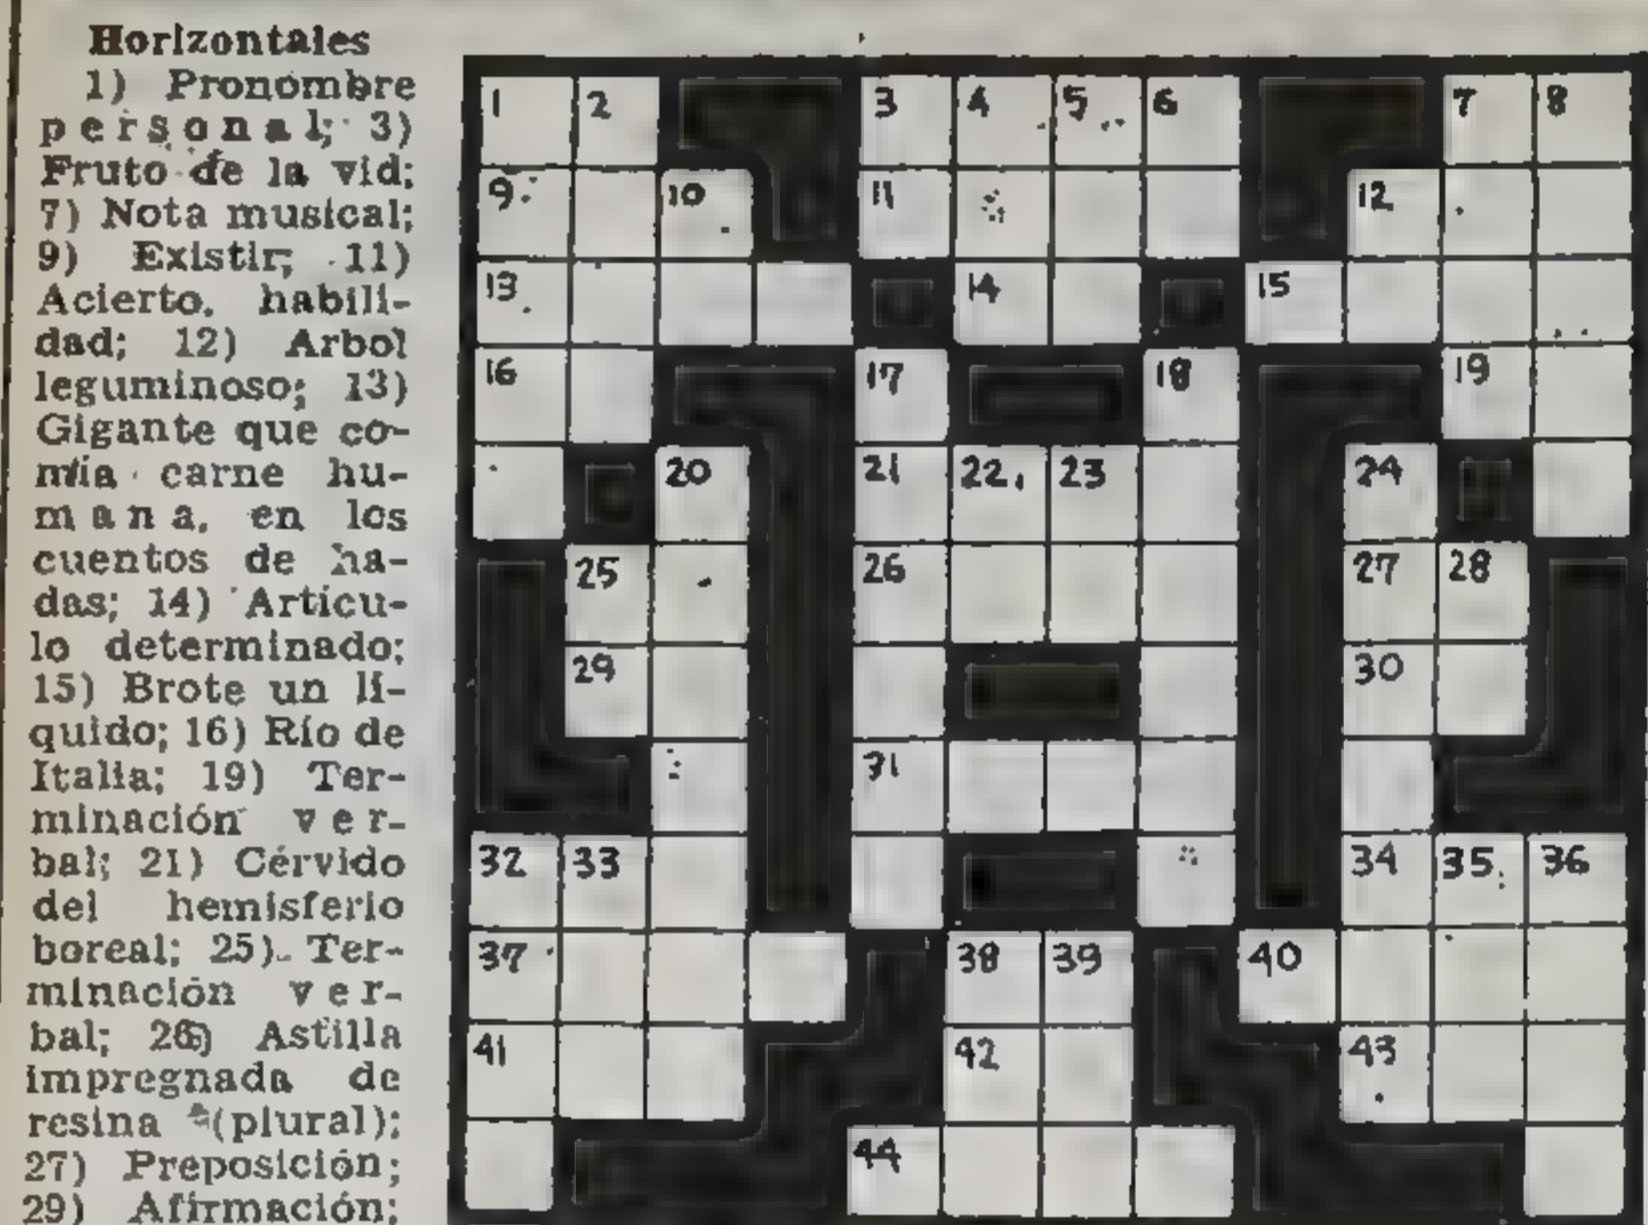 Horizontales
1) Pronombre
personal; 3)
Fruto de la vid;
7) Nota musical;
9) Existir; 11)
Acierto, habili-
dad; 12) Arbol
leguminoso; 13)
Gigante que co-
mía carne hu-
mana, en los
cuentos de ha-
das; 14) Artícu-
lo determinado;
15) Brote un lí-
quido; 16) Río de
Italia; 19) Ter-
minación ver-
bal; 21) Cérvido
del hemisferio
boreal; 25). Ter-
minación ver-
bal; 26) Astilla
impregnada de
resina (plural);
27) Preposición;
29) Afirmación;
1 2 3 4 5 6 7 8
9 10 11 12
13 14 15
16 17 18 19
20 21 22 23 24
25 26 27 28
29 30
31
32 33 34 35 36
37 38 39 40
41 42 43
44